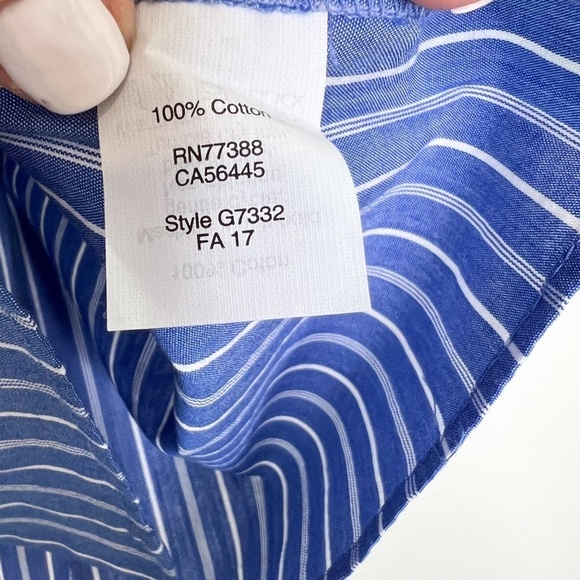 100% Cotton
RN77388
CA56445
Style G7332
FA 17